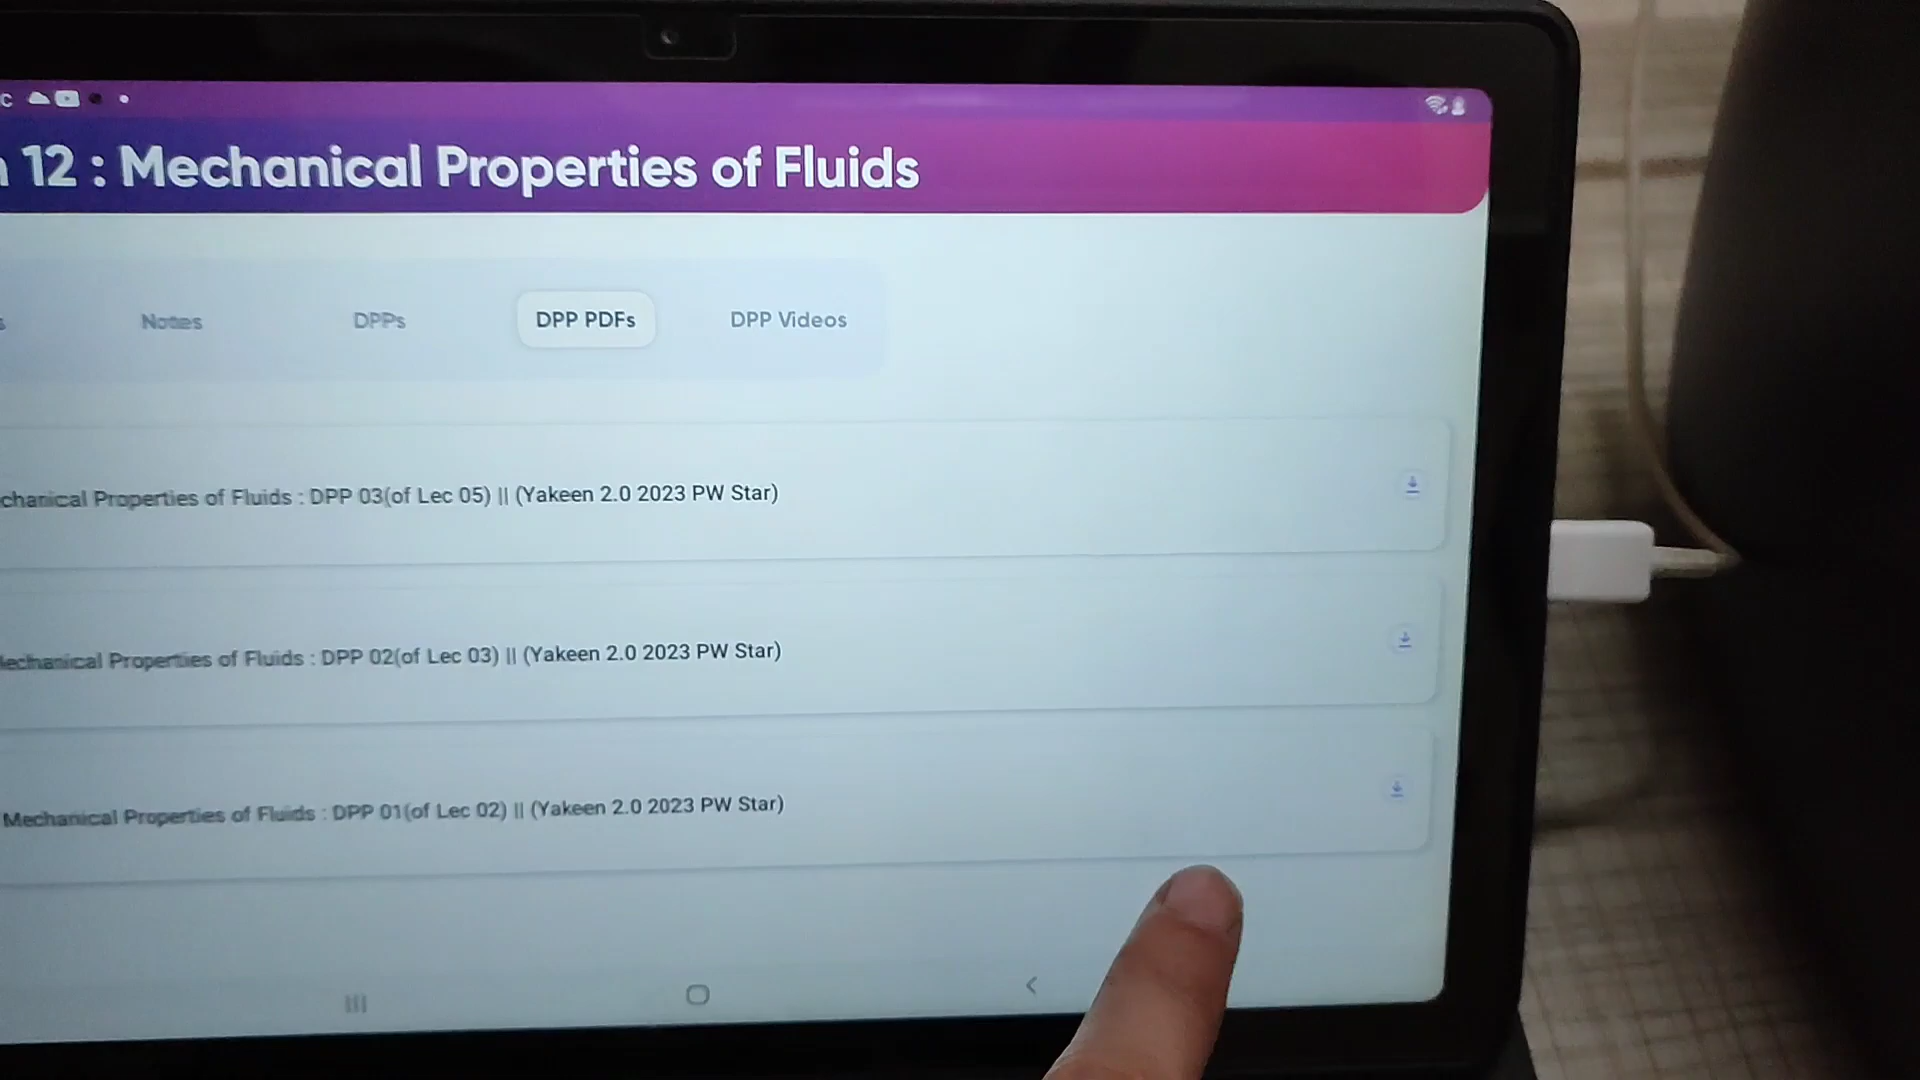 12 : Mechanical Properties of Fluids
Notes DPPs DPP PDFs DPP Videos
chanical Properties of Fluids : DPP 03(of Lec 05) || (Yakeen 2.0 2023 PW Star)
lechanical Properties of Fluids : DPP 02(of Lec 03) || (Yakeen 2.0 2023 PW Star)
Mechanical Properties of Fluids : DPP 01(of Lec 02) || (Yakeen 2.0 2023 PW Star)